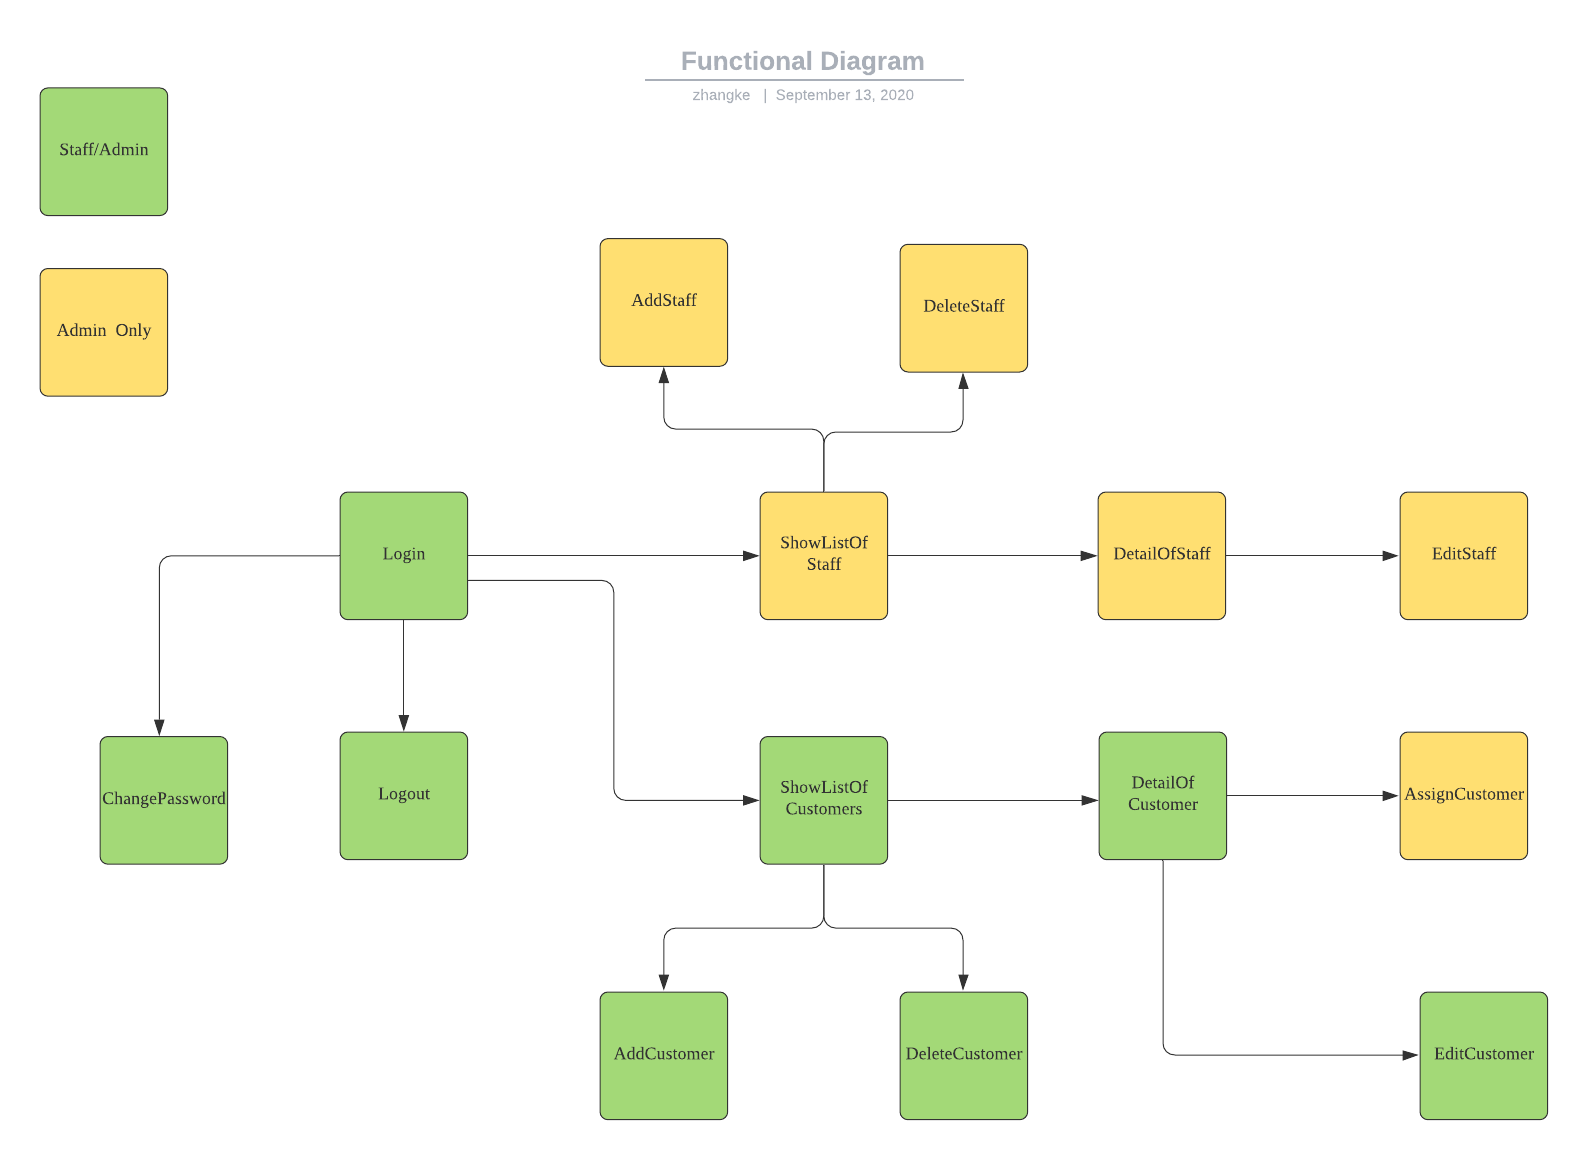 Functional Diagram
zhangke | September 13, 2020
Staff/Admin
Admin Only
AddStaff
DeleteStaff
Login
ShowListOf
Staff
DetailOfStaff
EditStaff
ChangePassword
Logout
ShowListOf
Customers
DetailOf
Customer
AssignCustomer
AddCustomer
DeleteCustomer
EditCustomer